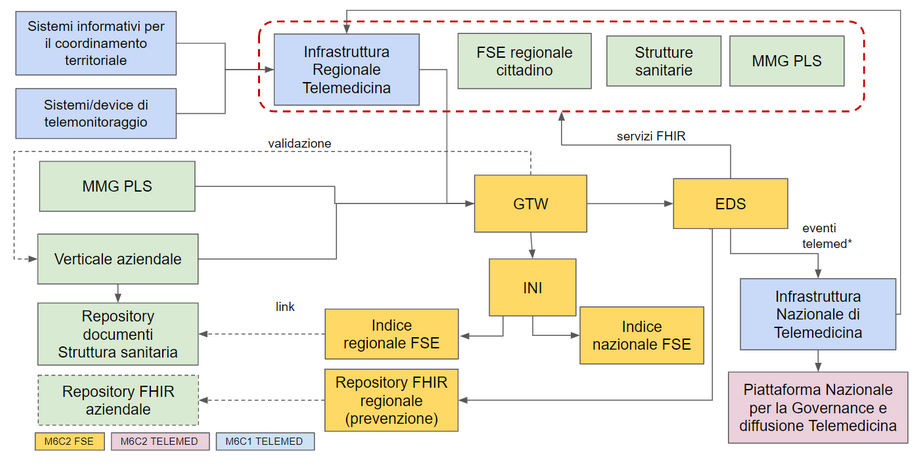 Sistemi informativi per
il coordinamento
territoriale
Infrastruttura
Regionale
Telemedicina
FSE regionale
cittadino
Strutture
sanitarie
MMG PLS
Sistemi/device di
telemonitoraggio
validazione
servizi FHIR
MMG PLS
GTW
EDS
eventi
telemed*
Verticale aziendale
INI
Infrastruttura
Nazionale di
Telemedicina
link
Repository
documenti
Struttura sanitaria
Indice
regionale FSE
Indice
nazionale FSE
Repository FHIR
aziendale
Repository FHIR
regionale
(prevenzione)
Piattaforma Nazionale
per la Governance e
diffusione Telemedicina
M6C2 FSE
M6C2 TELEMED
M6C1 TELEMED